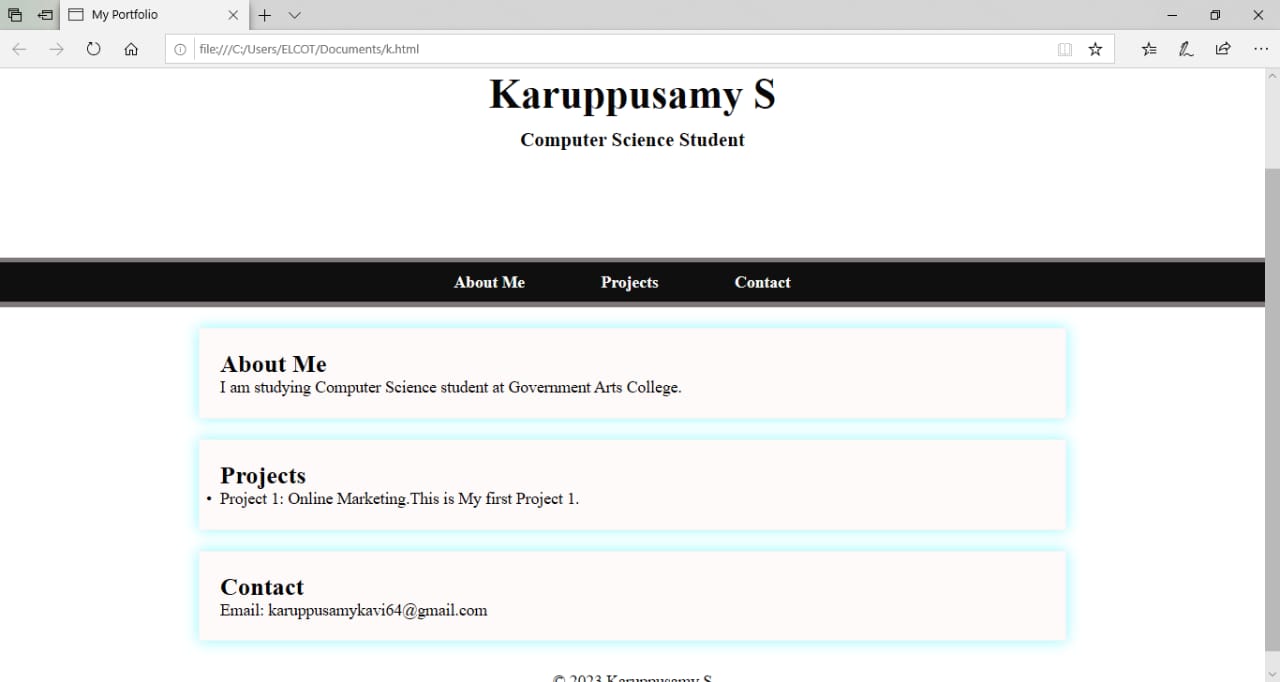 My Portfolio
file:///C:/Users/ELCOT/Documents/k.html
Karuppusamy S
Computer Science Student
About Me Projects Contact
About Me
I am studying Computer Science student at Government Arts College.
Projects
• Project 1: Online Marketing.This is My first Project 1.
Contact
Email: karuppusamykavi64@gmail.com
© 2023 Karuppusamy S